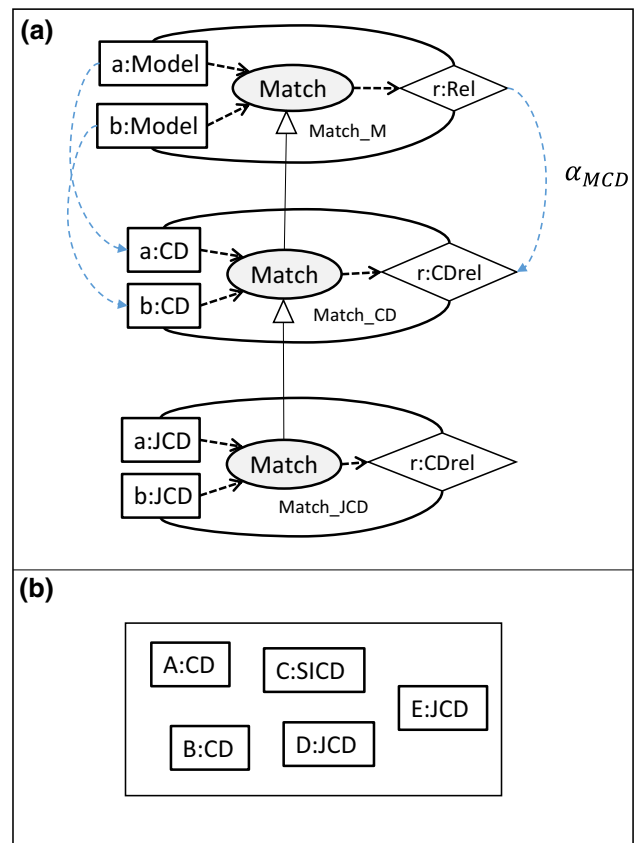 (a)
a:Model
Match
r:Rel
b:Model
Match_M
α_MCD
a:CD
Match
r:CDrel
b:CD
Match_CD
a:JCD
Match
r:CDrel
b:JCD
Match_JCD
(b)
A:CD
C:SICD
E:JCD
B:CD
D:JCD